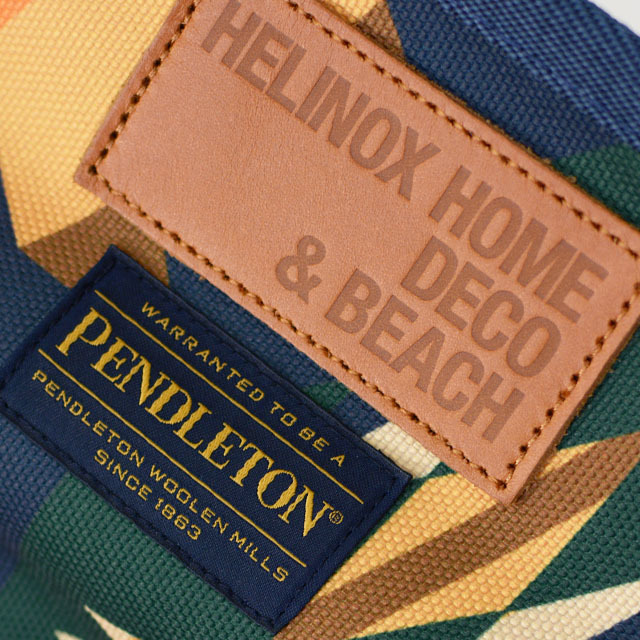 HELINOX HOME
DECO
& BEACH
WARRANTED TO BE A
PENDLETON®
PENDLETON WOOLEN MILLS
SINCE 1863